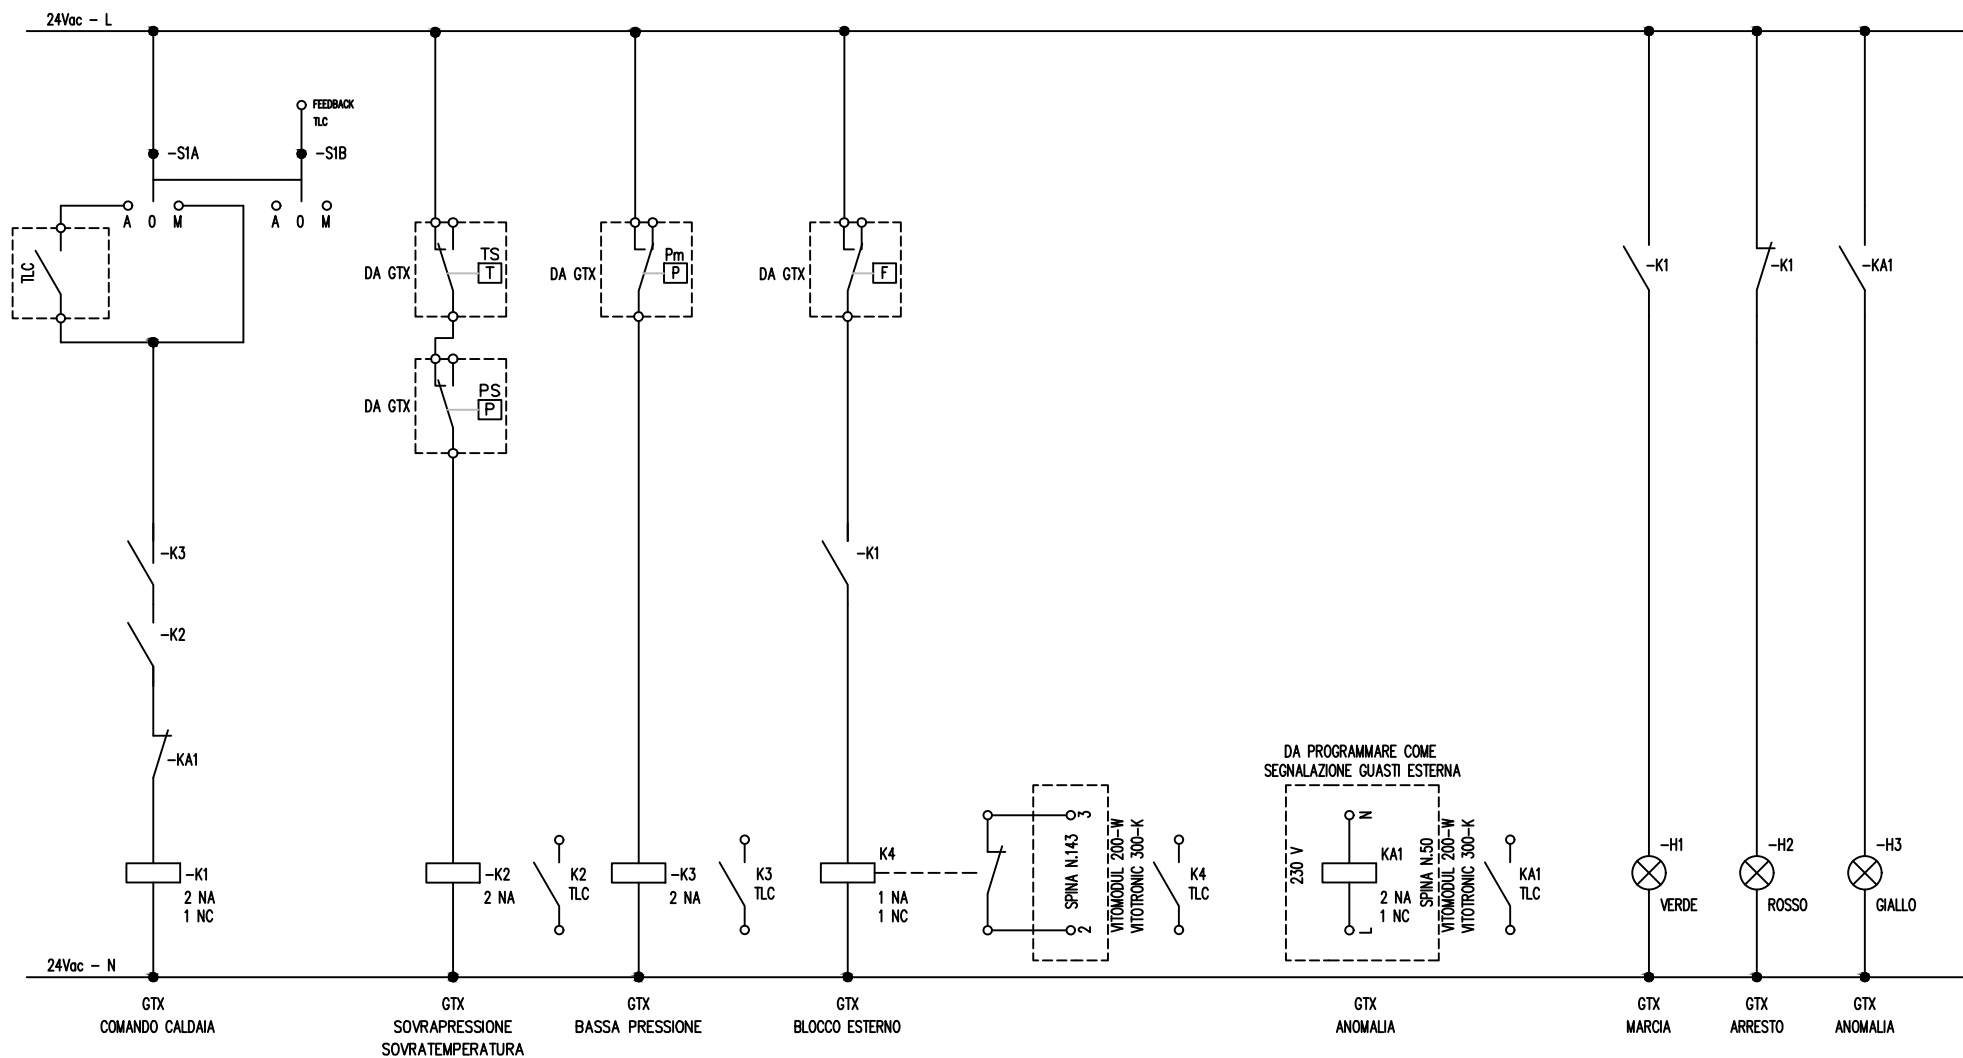 24Vac - L
FEEDBACK
TLC
-S1A
-S1B
A 0 M
A 0 M
TLC
DA GTX
TS
T
DA GTX
Pm
P
DA GTX
F
-K1
-K1
-KA1
DA GTX
PS
P
-K3
-K1
-K2
-KA1
DA PROGRAMMARE COME
SEGNALAZIONE GUASTI ESTERNA
-K1
2 NA
1 NC
-K2
2 NA
K2
TLC
-K3
2 NA
K3
TLC
K4
1 NA
1 NC
3
2
SPINA N.143
VITOMODUL 200-W
VITOTRONIC 300-K
K4
TLC
230 V
N
L
KA1
2 NA
1 NC
SPINA N.50
VITOMODUL 200-W
VITOTRONIC 300-K
KA1
TLC
-H1
VERDE
-H2
ROSSO
-H3
GIALLO
24Vac - N
GTX
COMANDO CALDAIA
GTX
SOVRAPRESSIONE
SOVRATEMPERATURA
GTX
BASSA PRESSIONE
GTX
BLOCCO ESTERNO
GTX
ANOMALIA
GTX
MARCIA
GTX
ARRESTO
GTX
ANOMALIA